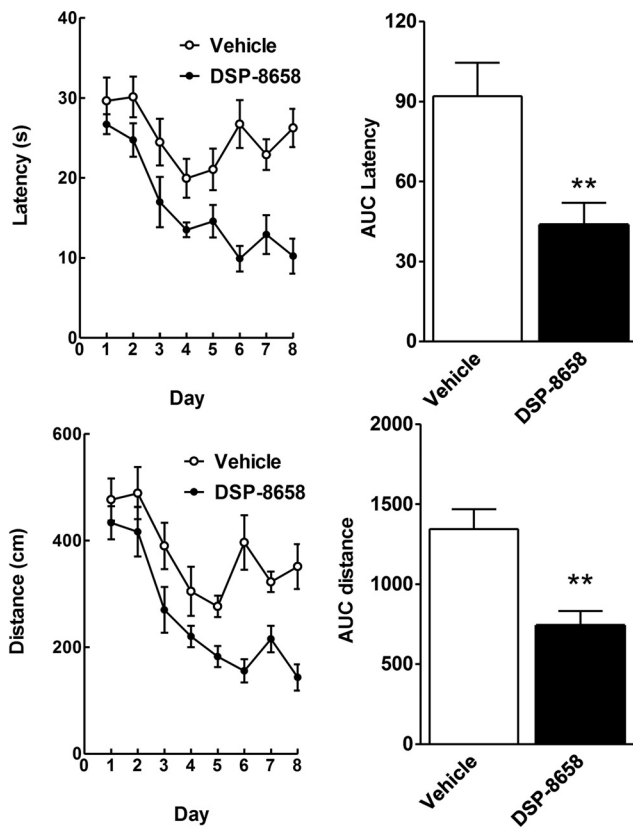 40
30
20
10
0
Latency (s)
Vehicle
DSP-8658
0 1 2 3 4 5 6 7 8
Day
120
90
60
30
0
AUC Latency
**
Vehicle
DSP-8658
600
400
200
0
Distance (cm)
Vehicle
DSP-8658
0 1 2 3 4 5 6 7 8
Day
2000
1500
1000
500
0
AUC distance
**
Vehicle
DSP-8658